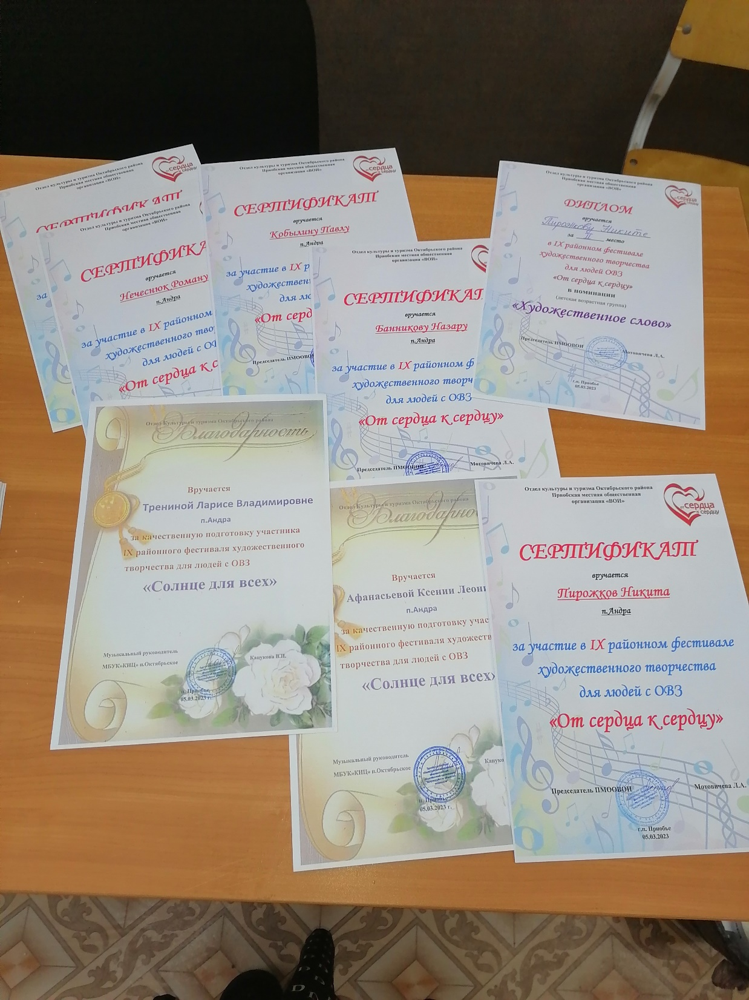 Отдел культуры и туризма Октябрьского района
Приобская местная общественная
организация «ВОИ»
от сердца
к сердцу
СЕРТИФИКАТ
за
Отдел культуры и туризма Октябрьского района
Приобская местная общественная
организация «ВОИ»
СЕРТИФИКА
вручается
Нечеснюк Роману
п.Андра
за участие в IX районном
художественного тво
для людей с ОВ
«От сердца к с
Отдел культуры и туризма Октябрьского района
Приобская местная общественная
организация «ВОИ»
от сердца
к сердцу
СЕРТИФИКАТ
вручается
Кобылину Павлу
п.Андра
за участие в IX р
художествен
для лю
«От серд
Председатель ПМООВОИ
Отдел культуры и туризма Октябрьского района
Приобская местная общественная
организация «ВОИ»
СЕРТИФИКАТ
вручается
Банникову Назару
п.Андра
за участие в IX районном ф
художественного творч
для людей с ОВЗ
«От сердца к сердцу»
Председатель ПМООВОИ Мотовичева Л.А.
Отдел культуры и туризма Октябрьского района
Приобская местная общественная
организация «ВОИ»
от сердца
к сердцу
ДИПЛОМ
вручается
Пирожкову Никите
за II место
в IX районном фестивале
художественного творчества
для людей ОВЗ
«От сердца к сердцу»
в номинации
(детская возрастная группа)
«Художественное слово»
Председатель ПМООВОИ Мотовичева Л.А.
г.п. Приобье
05.03.2023
Отдел Культуры и туризма Октябрьского района
Благодарность
Вручается
Трениной Ларисе Владимировне
п.Андра
за качественную подготовку участника
IX районного фестиваля художественного
творчества для людей с ОВЗ
«Солнце для всех»
Музыкальный руководитель
МБУК»КИЦ» п.Октябрьское Канукова В.И.
п. Приобье,
05.03.2023 г.
Отдел Культуры и туризма Октябрьского района
Благодарно
Вручается
Афанасьевой Ксении Леони
п.Андра
за качественную подготовку учас
IX районного фестиваля художеств
творчества для людей с ОВЗ
«Солнце для всех»
Музыкальный руководитель
МБУК»КИЦ» п.Октябрьское Кануко
п. Приобье,
05.03.2023 г.
Отдел культуры и туризма Октябрьского района
Приобская местная общественная
организация «ВОИ»
от сердца
к сердцу
СЕРТИФИКАТ
вручается
Пирожков Никита
п.Андра
за участие в IX районном фестивале
художественного творчества
для людей с ОВЗ
«От сердца к сердцу»
Председатель ПМООВОИ Мотовичева Л.А.
г.п. Приобье
05.03.2023